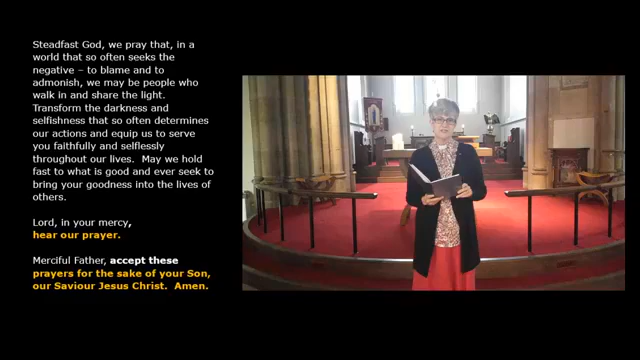 Steadfast God, we pray that, in a
world that so often seeks the
negative – to blame and to
admonish, we may be people who
walk in and share the light.
Transform the darkness and
selfishness that so often determines
our actions and equip us to serve
you faithfully and selflessly
throughout our lives.  May we hold
fast to what is good and ever seek to
bring your goodness into the lives of
others.
Lord, in your mercy,
hear our prayer.
Merciful Father, accept these
prayers for the sake of your Son,
our Saviour Jesus Christ.  Amen.